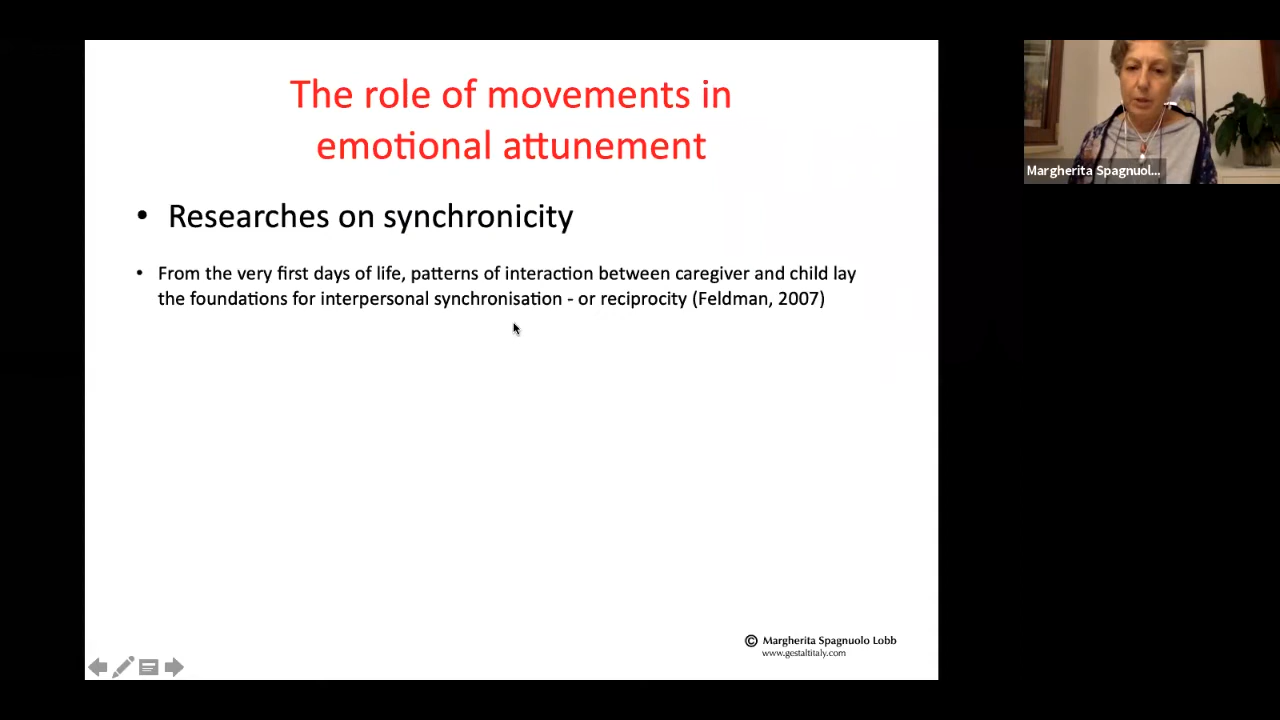 The role of movements in
emotional attunement
• Researches on synchronicity
• From the very first days of life, patterns of interaction between caregiver and child lay
the foundations for interpersonal synchronisation - or reciprocity (Feldman, 2007)
Margherita Spagnuol...
© Margherita Spagnuolo Lobb
www.gestaltitaly.com